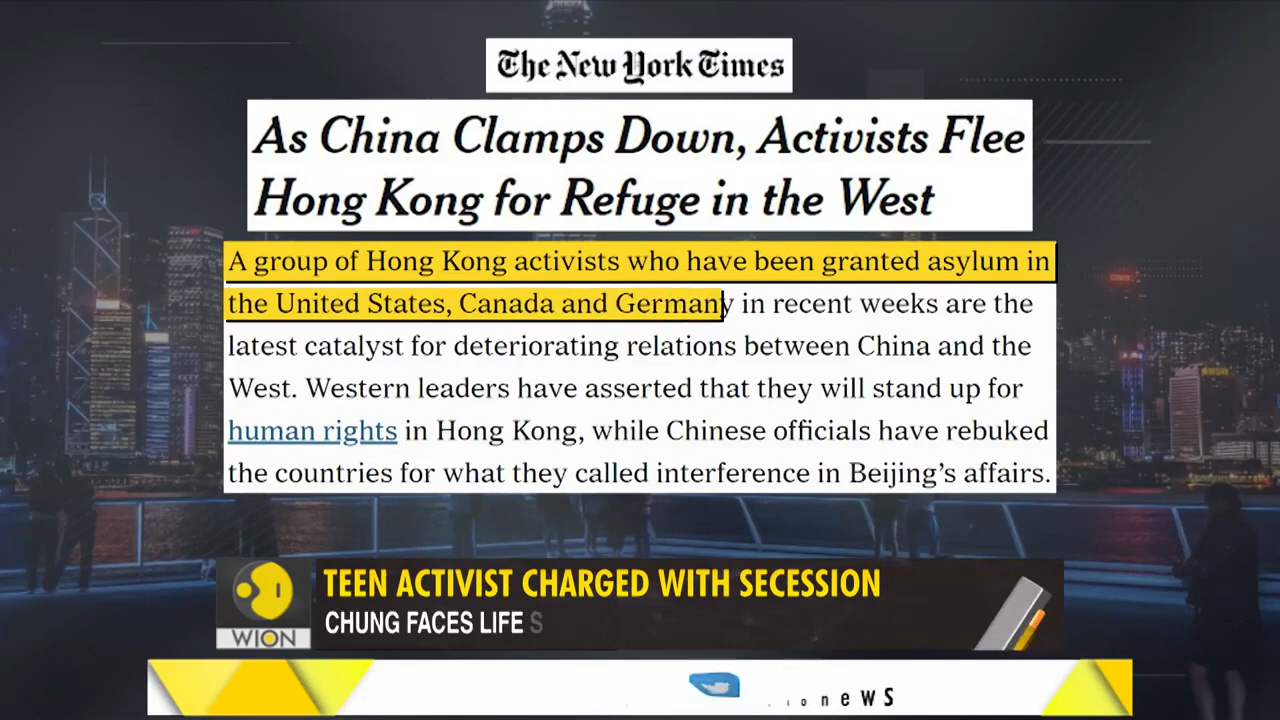 The New York Times
As China Clamps Down, Activists Flee
Hong Kong for Refuge in the West
A group of Hong Kong activists who have been granted asylum in
the United States, Canada and Germany in recent weeks are the
latest catalyst for deteriorating relations between China and the
West. Western leaders have asserted that they will stand up for
human rights in Hong Kong, while Chinese officials have rebuked
the countries for what they called interference in Beijing's affairs.
TEEN ACTIVIST CHARGED WITH SECESSION
CHUNG FACES LIFE S
WION